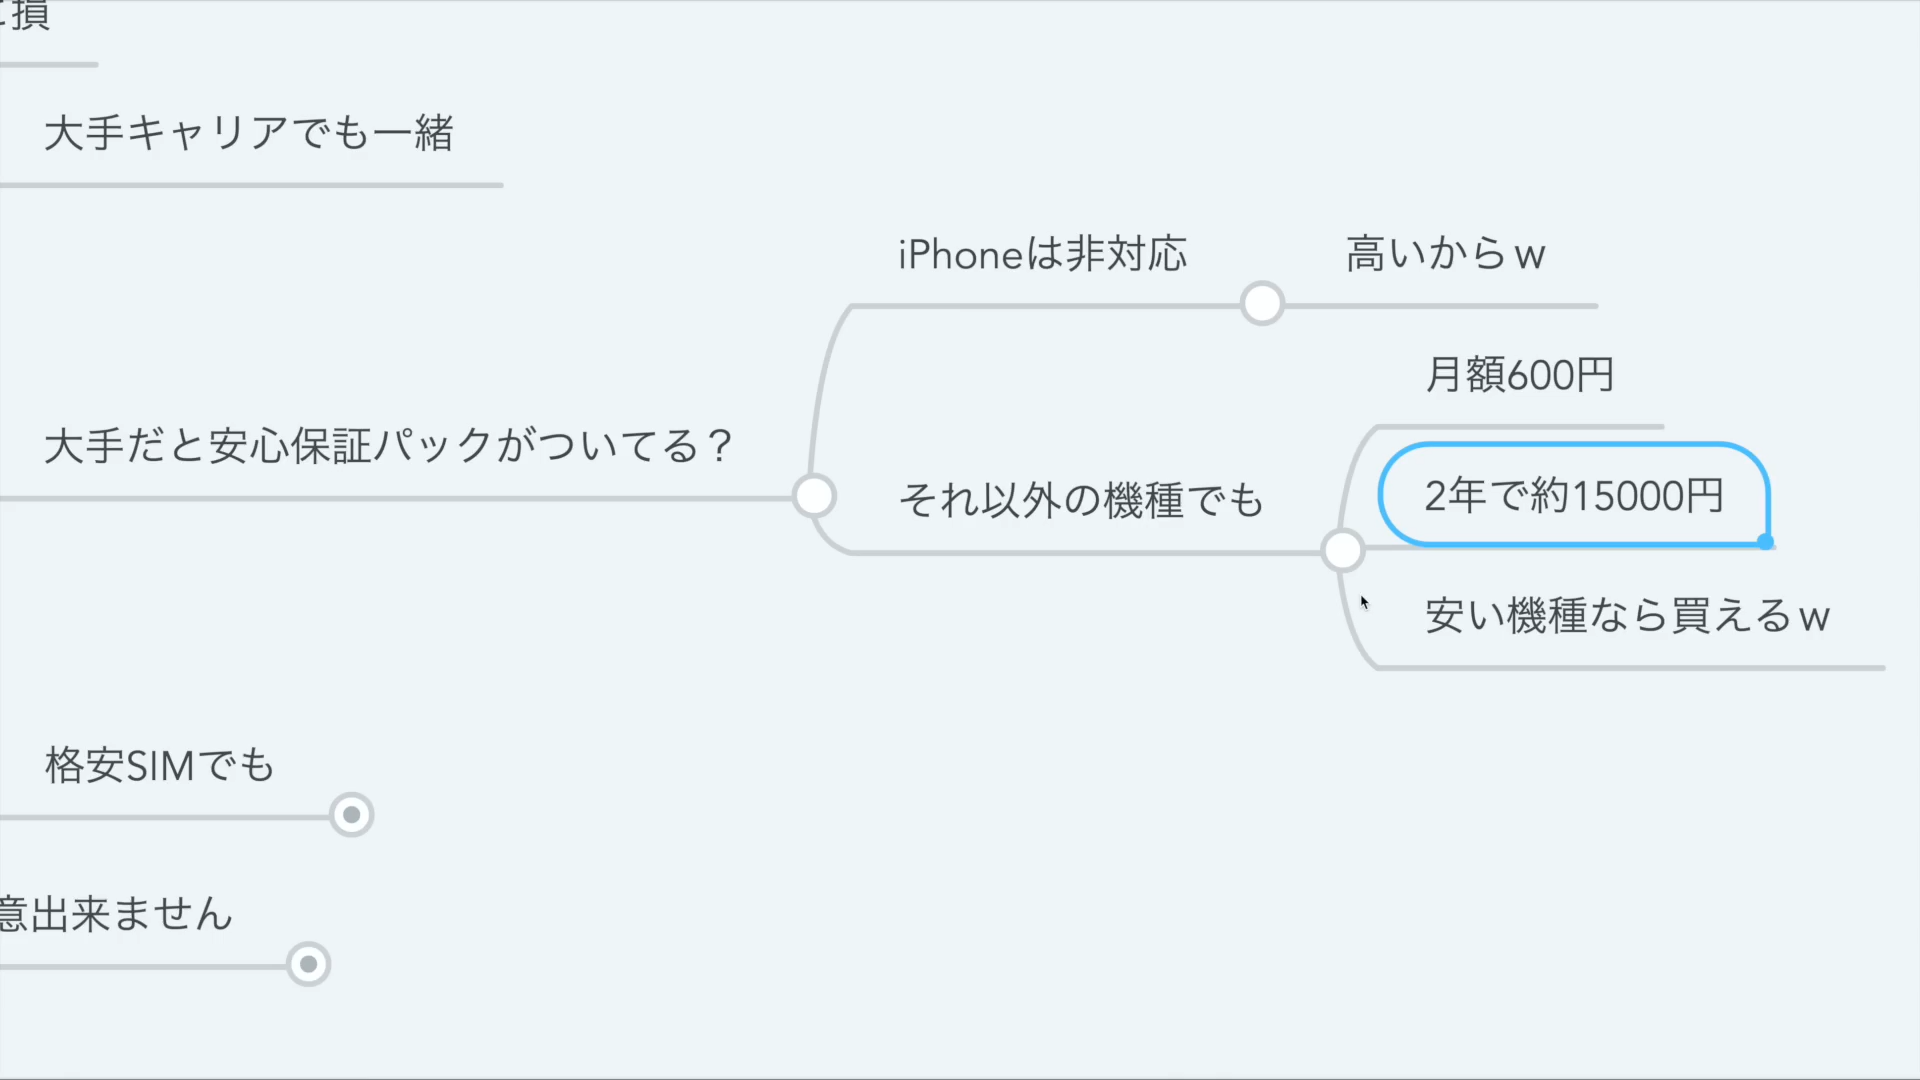 に損
大手キャリアでも一緒
iPhoneは非対応
高いからｗ
月額600円
大手だと安心保証パックがついてる？
それ以外の機種でも
2年で約15000円
安い機種なら買えるｗ
格安SIMでも
意出来ません